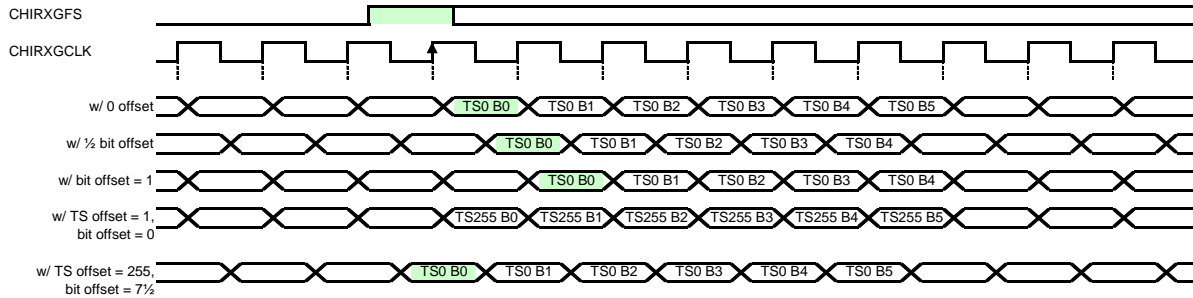 CHIRXGFS
CHIRXGCLK
w/ 0 offset TS0 B0 TS0 B1 TS0 B2 TS0 B3 TS0 B4 TS0 B5
w/ ½ bit offset TS0 B0 TS0 B1 TS0 B2 TS0 B3 TS0 B4
w/ bit offset = 1 TS0 B0 TS0 B1 TS0 B2 TS0 B3 TS0 B4
w/ TS offset = 1, TS255 B0 TS255 B1 TS255 B2 TS255 B3 TS255 B4 TS255 B5
bit offset = 0
w/ TS offset = 255, TS0 B0 TS0 B1 TS0 B2 TS0 B3 TS0 B4 TS0 B5
bit offset = 7½